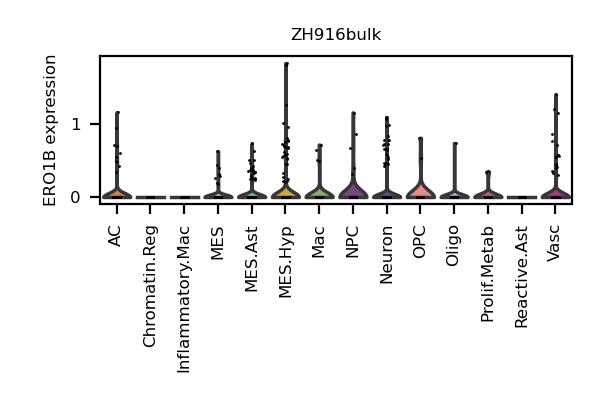 ZH916bulk
ERO1B expression
1
0
AC
Chromatin.Reg
Inflammatory.Mac
MES
MES.Ast
MES.Hyp
Mac
NPC
Neuron
OPC
Oligo
Prolif.Metab
Reactive.Ast
Vasc